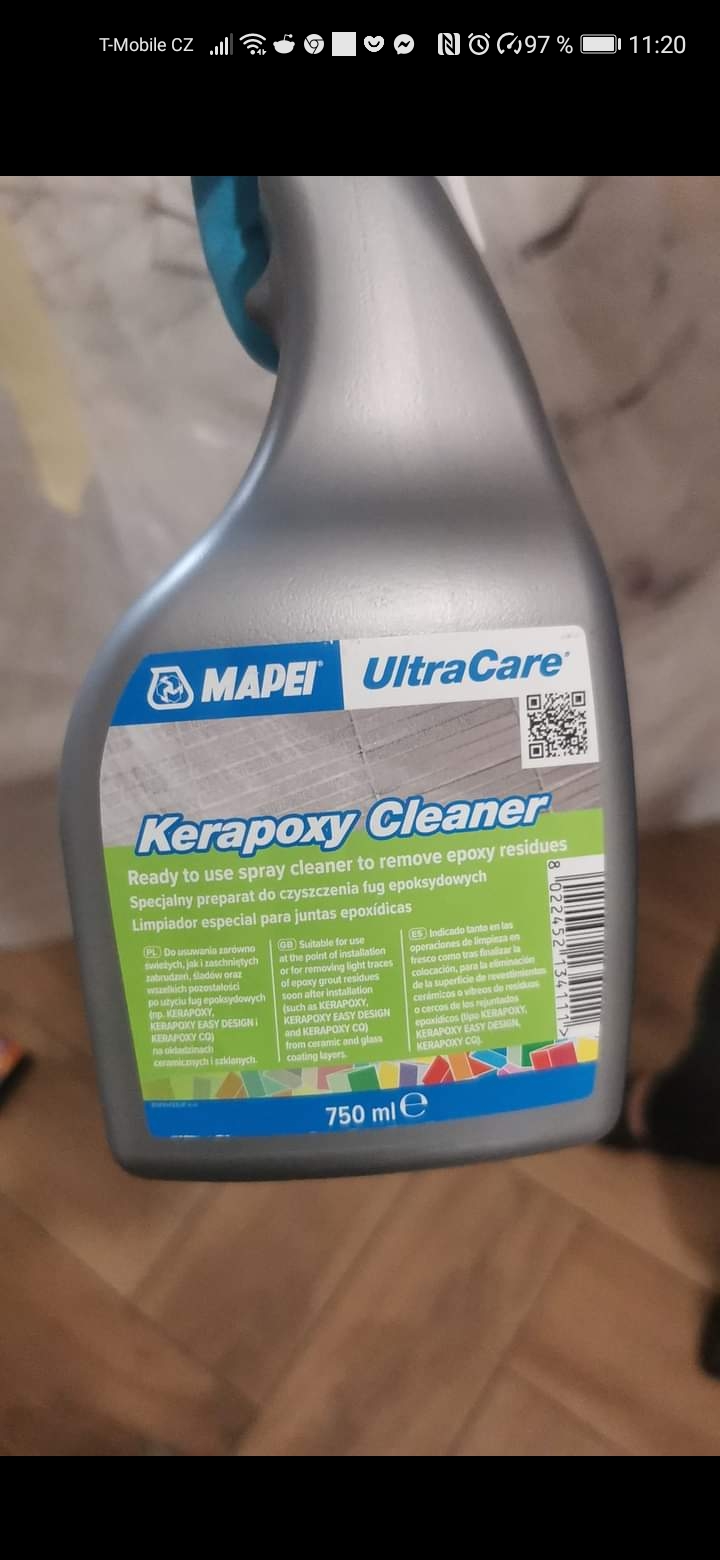 T-Mobile CZ 97 % 11:20
MAPEI
UltraCare®
Kerapoxy Cleaner
Ready to use spray cleaner to remove epoxy residues
Specjalny preparat do czyszczenia fug epoksydowych
Limpiador especial para juntas epoxídicas
PL Do usuwania zarówno
świeżych, jak i zaschniętych
zabrudzeń, śladów oraz
wszelkich pozostałości
po użyciu fug epoksydowych
(np. KERAPOXY,
KERAPOXY EASY DESIGN i
KERAPOXY CQ)
na okładzinach
ceramicznych i szklanych.
GB Suitable for use
at the point of installation
or for removing light traces
of epoxy grout residues
soon after installation
(such as KERAPOXY,
KERAPOXY EASY DESIGN
and KERAPOXY CQ)
from ceramic and glass
coating layers.
ES Indicado tanto en las
operaciones de limpieza en
fresco como tras finalizar la
colocación, para la eliminación
de la superficie de revestimientos
cerámicos o vítreos de residuos
o cercos de los rejuntados
epoxídicos (tipo KERAPOXY,
KERAPOXY EASY DESIGN,
KERAPOXY CQ).
8 022452 134111 >
750 ml e